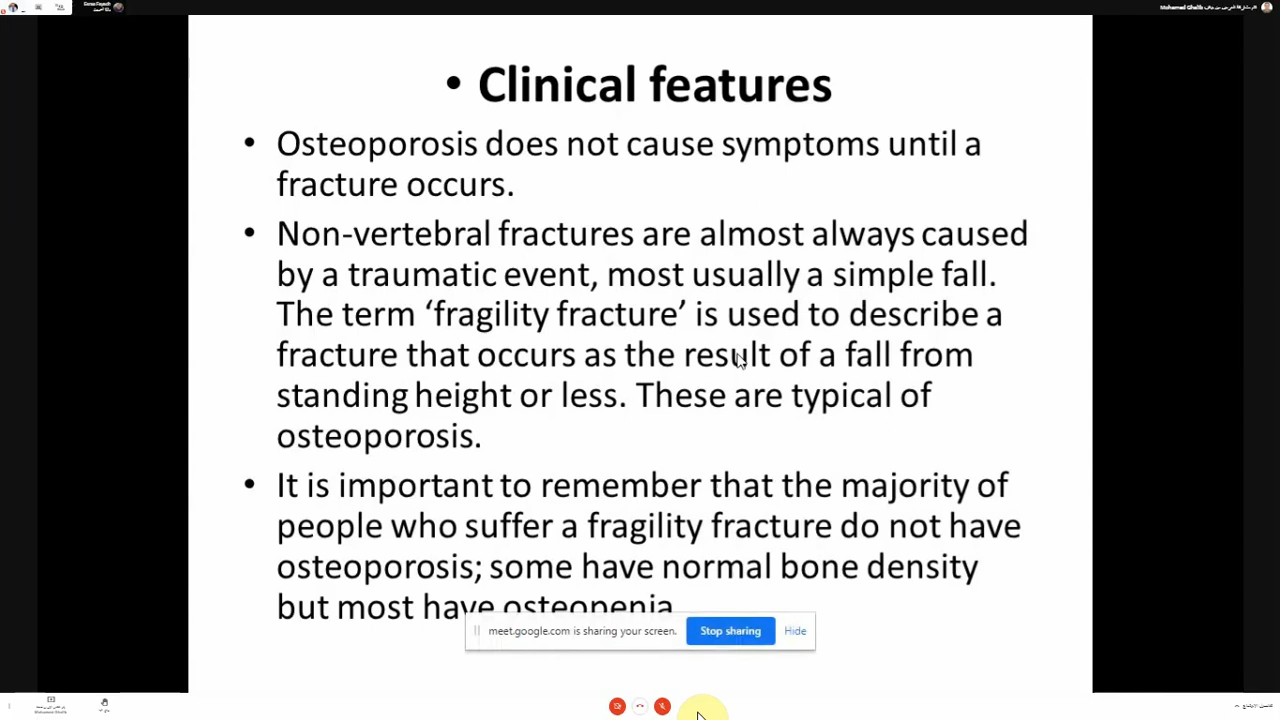 Mohamed Ghalib
• Clinical features
• Osteoporosis does not cause symptoms until a
fracture occurs.
• Non-vertebral fractures are almost always caused
by a traumatic event, most usually a simple fall.
The term ‘fragility fracture’ is used to describe a
fracture that occurs as the result of a fall from
standing height or less. These are typical of
osteoporosis.
• It is important to remember that the majority of
people who suffer a fragility fracture do not have
osteoporosis; some have normal bone density
but most have osteopenia
meet.google.com is sharing your screen.
Stop sharing
Hide